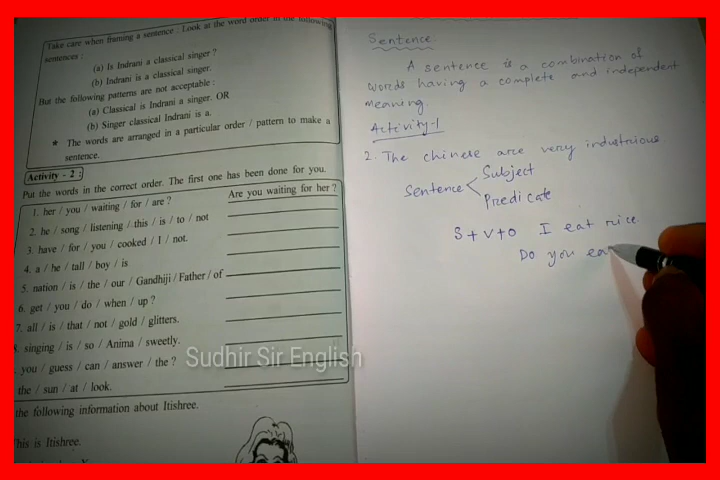 Take care when framing a sentence : Look at the word order in the following
sentences :
(a) Is Indrani a classical singer ?
(b) Indrani is a classical singer.
But the following patterns are not acceptable :
(a) Classical is Indrani a singer. OR
(b) Singer classical Indrani is a.
* The words are arranged in a particular order / pattern to make a
sentence.
Activity - 2 :
Put the words in the correct order. The first one has been done for you.
1. her / you / waiting / for / are ? Are you waiting for her ?
2. he / song / listening / this / is / to / not
3. have / for / you / cooked / I / not.
4. a / he / tall / boy / is
5. nation / is / the / our / Gandhiji / Father / of
6. get / you / do / when / up ?
7. all / is / that / not / gold / glitters.
8. singing / is / so / Anima / sweetly.
you / guess / can / answer / the ?
the / sun / at / look.
the following information about Itishree.
This is Itishree.
Sentence:
A sentence is a combination of
words having a complete and independent
meaning.
Activity-1
2. The chinese are very industrious
Sentence Subject
Predicate
S+V+O I eat rice
Do you ea
Sudhir Sir English